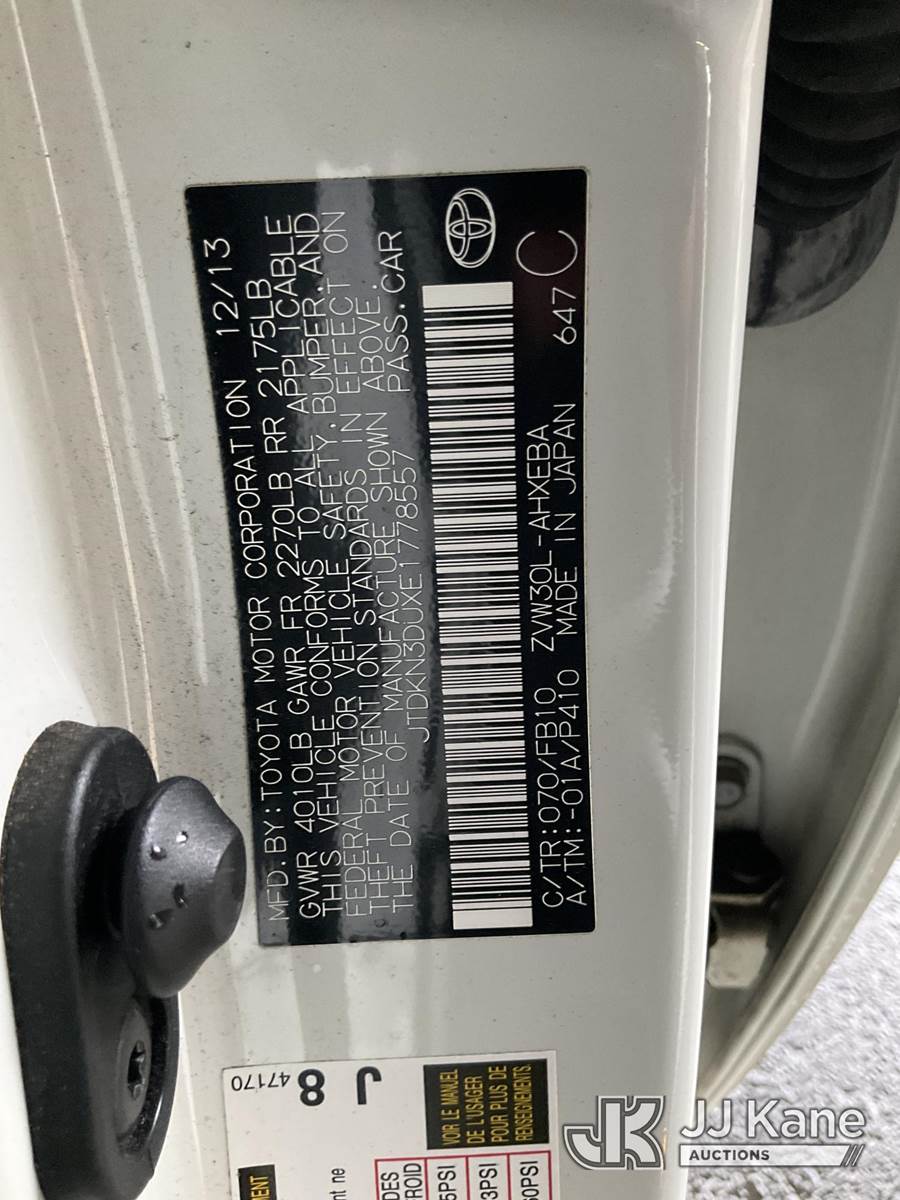 MFD. BY: TOYOTA MOTOR CORPORATION 12/13
GVWR 4010LB GAWR FR 2270LB RR 2175LB
THIS VEHICLE CONFORMS TO ALL APPLICABLE
FEDERAL MOTOR VEHICLE SAFETY, BUMPER, AND
THEFT PREVENTION STANDARDS IN EFFECT ON
THE DATE OF MANUFACTURE SHOWN ABOVE.
JTDKN3DUXE1778557 PASS. CAR
C/TR: 070/FB10 ZVW30L-AHXEBA 647
A/TM: -01A/P410 MADE IN JAPAN
C
47170
8
J
VOIR LE MANUEL
DE L'USAGER
POUR PLUS DE
RENSEIGNEMENTS.
JK JJ Kane
AUCTIONS